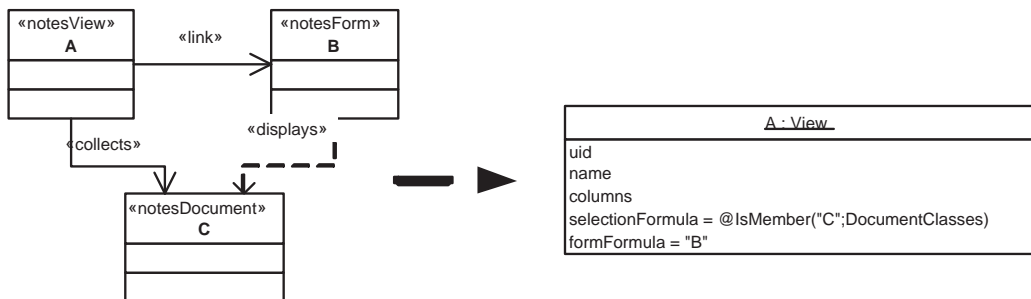 «notesView»
A
«link»
«notesForm»
B
«collects»
«displays»
«notesDocument»
C
A : View
uid
name
columns
selectionFormula = @IsMember("C";DocumentClasses)
formFormula = "B"